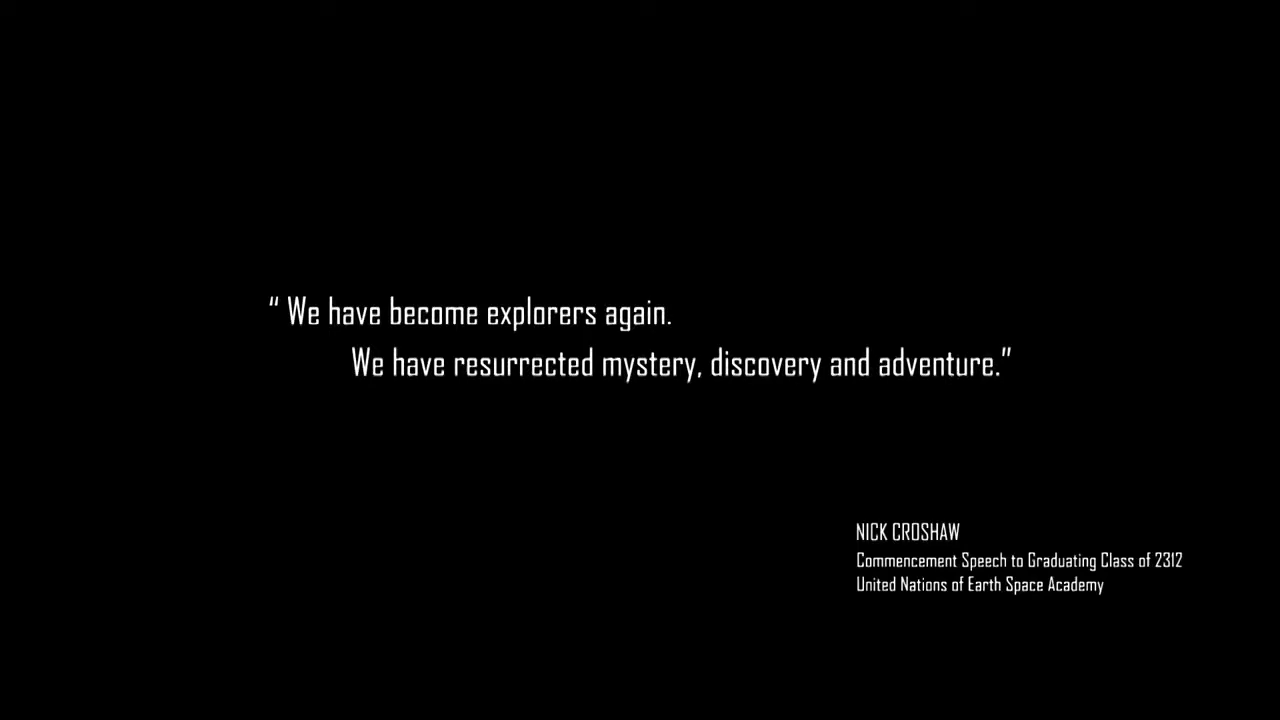 “ We have become explorers again.
We have resurrected mystery, discovery and adventure.”
NICK CROSHAW
Commencement Speech to Graduating Class of 2312
United Nations of Earth Space Academy